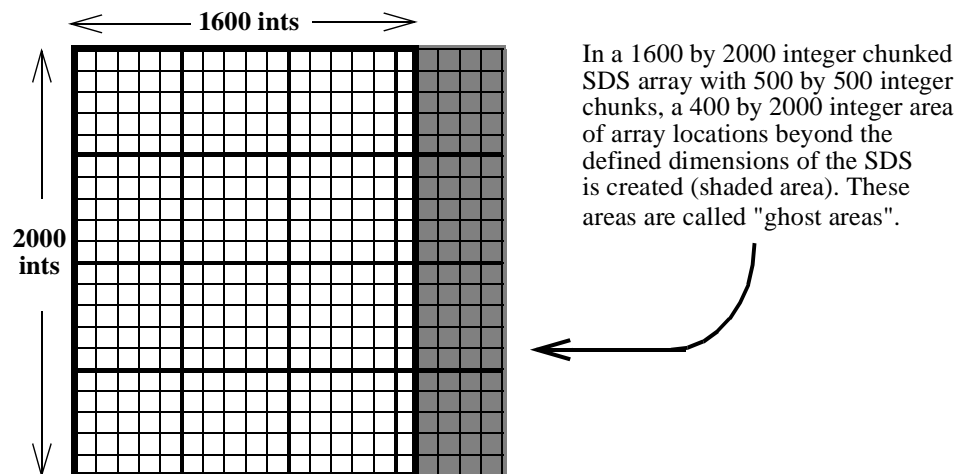 1600 ints
In a 1600 by 2000 integer chunked
SDS array with 500 by 500 integer
chunks, a 400 by 2000 integer area
of array locations beyond the
defined dimensions of the SDS
is created (shaded area). These
areas are called "ghost areas".
2000
ints